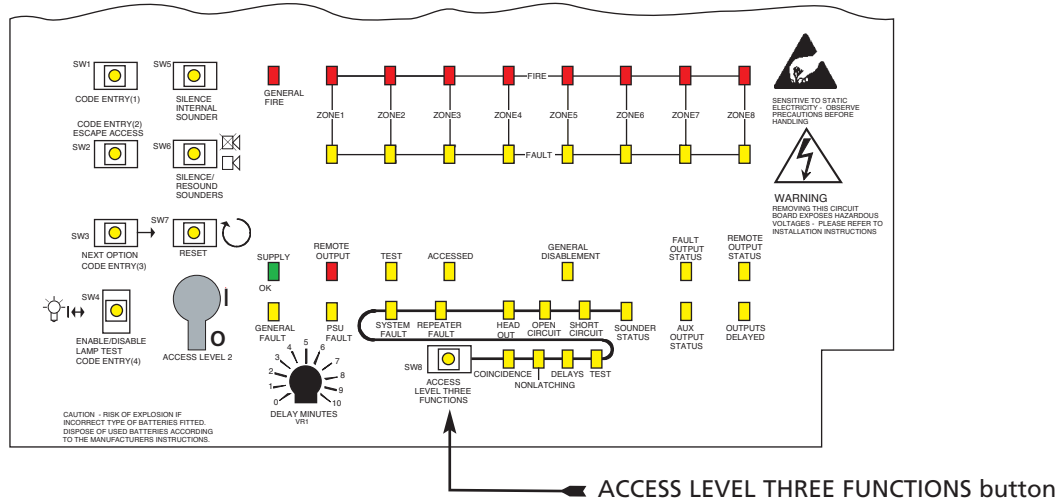 SW1
CODE ENTRY(1)
SW5
SILENCE
INTERNAL
SOUNDER
GENERAL
FIRE
FIRE
ZONE1
ZONE2
ZONE3
ZONE4
ZONE5
ZONE6
ZONE7
ZONE8
FAULT
SENSITIVE TO STATIC
ELECTRICITY - OBSERVE
PRECAUTIONS BEFORE
HANDLING
CODE ENTRY(2)
ESCAPE ACCESS
SW2
SW6
SILENCE/
RESOUND
SOUNDERS
WARNING
REMOVING THIS CIRCUIT
BOARD EXPOSES HAZARDOUS
VOLTAGES - PLEASE REFER TO
INSTALLATION INSTRUCTIONS
SW3
NEXT OPTION
CODE ENTRY(3)
SW7
RESET
SUPPLY
OK
REMOTE
OUTPUT
TEST
ACCESSED
GENERAL
DISABLEMENT
FAULT
OUTPUT
STATUS
REMOTE
OUTPUT
STATUS
SW4
ENABLE/DISABLE
LAMP TEST
CODE ENTRY(4)
I
O
ACCESS LEVEL 2
GENERAL
FAULT
PSU
FAULT
SYSTEM
FAULT
REPEATER
FAULT
HEAD
OUT
OPEN
CIRCUIT
SHORT
CIRCUIT
SOUNDER
STATUS
AUX
OUTPUT
STATUS
OUTPUTS
DELAYED
0
1
2
3
4
5
6
7
8
9
10
DELAY MINUTES
VR1
SW8
ACCESS
LEVEL THREE
FUNCTIONS
COINCIDENCE
NONLATCHING
DELAYS
TEST
CAUTION - RISK OF EXPLOSION IF
INCORRECT TYPE OF BATTERIES FITTED.
DISPOSE OF USED BATTERIES ACCORDING
TO THE MANUFACTURERS INSTRUCTIONS.
ACCESS LEVEL THREE FUNCTIONS button